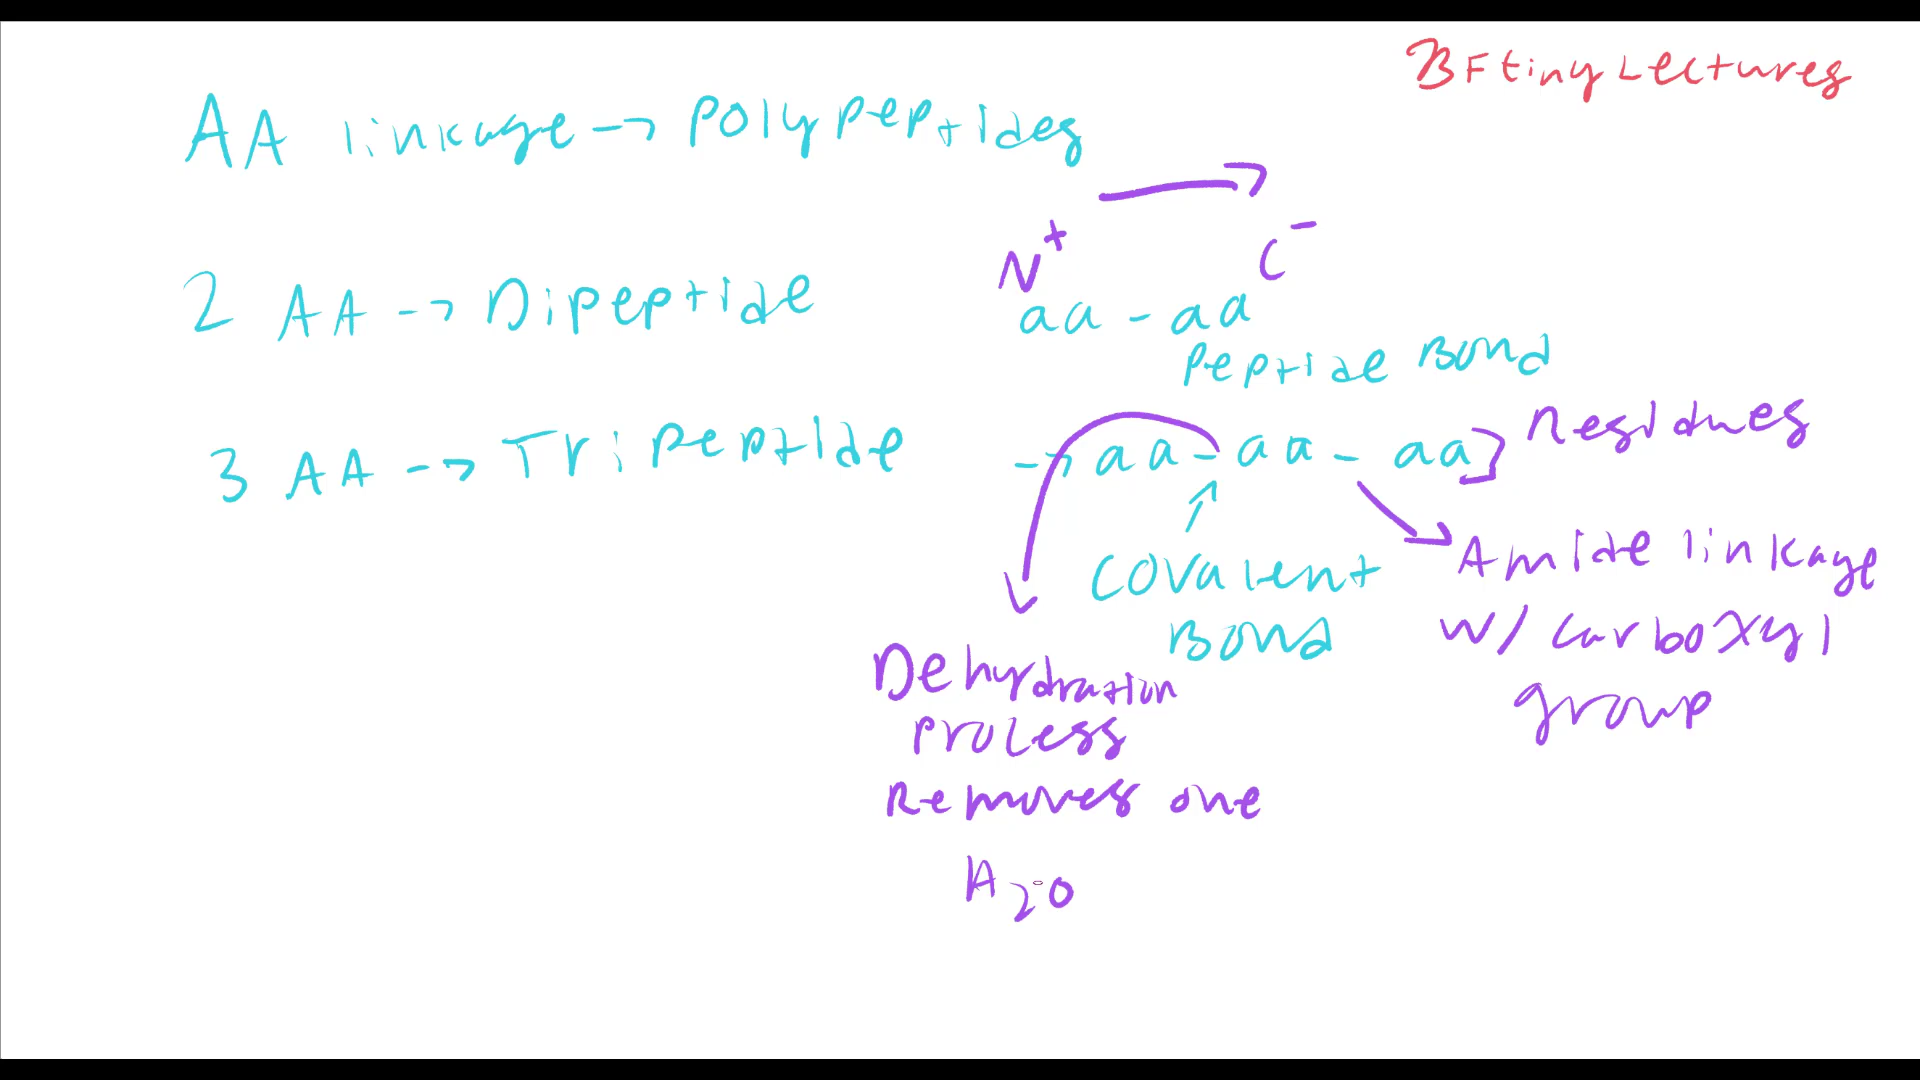 BF tiny Lectures
AA linkage -> polypeptides
N+ C-
2 AA -> Dipeptide aa - aa
Peptide Bond
3 AA -> Tripeptide -> aa - aa - aa] Residues
Covalent
Bond
Amide linkage
w/ carboxyl
group
Dehydration
Process
Removes one
H2O